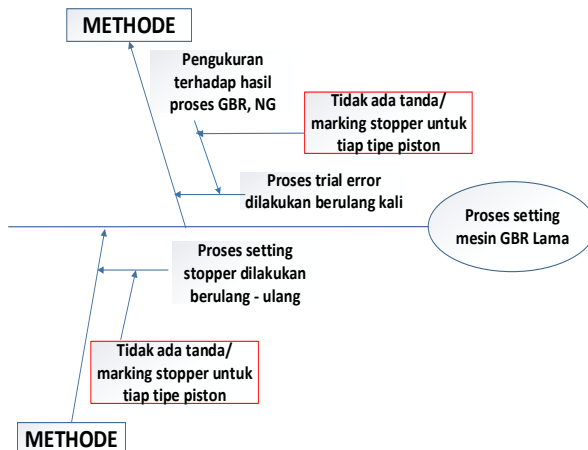 METHODE
Pengukuran
terhadap hasil
proses GBR, NG
Tidak ada tanda/
marking stopper untuk
tiap tipe piston
Proses trial error
dilakukan berulang kali
Proses setting
mesin GBR Lama
Proses setting
stopper dilakukan
berulang - ulang
Tidak ada tanda/
marking stopper untuk
tiap tipe piston
METHODE